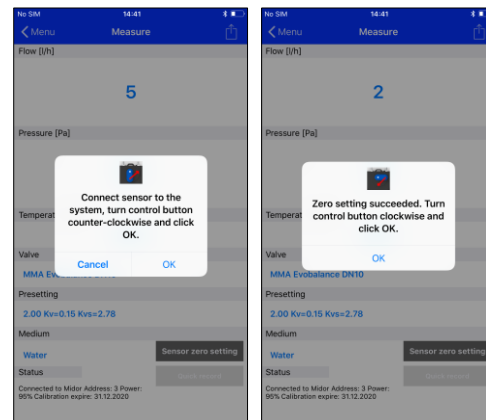 No SIM 14:41
Menu Measure
Flow [l/h]
5
Pressure [Pa]
Connect sensor to the
system, turn control button
counter-clockwise and click
OK.
Temperat
Cancel OK
Valve
MMA Evobalance DN10
Presetting
2.00 Kv=0.15 Kvs=2.78
Medium
Water
Sensor zero setting
Status
Connected to Midor Address: 3 Power:
95% Calibration expire: 31.12.2020
No SIM 14:41
Menu Measure
Flow [l/h]
2
Pressure [Pa]
Zero setting succeeded. Turn
control button clockwise and
click OK.
Temperat
OK
Valve
MMA Evobalance DN10
Presetting
2.00 Kv=0.15 Kvs=2.78
Medium
Water
Sensor zero setting
Status
Connected to Midor Address: 3 Power:
95% Calibration expire: 31.12.2020